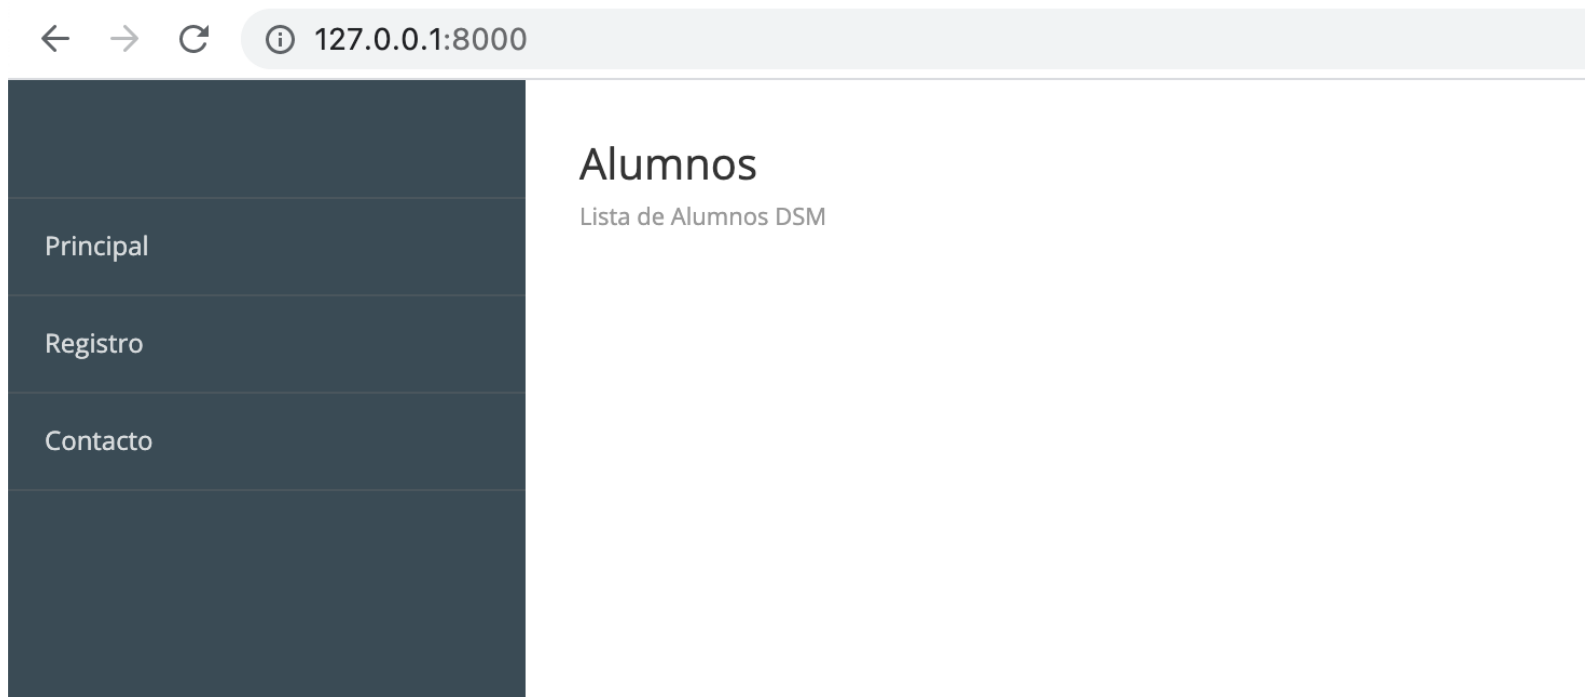 127.0.0.1:8000
Principal
Registro
Contacto
Alumnos
Lista de Alumnos DSM